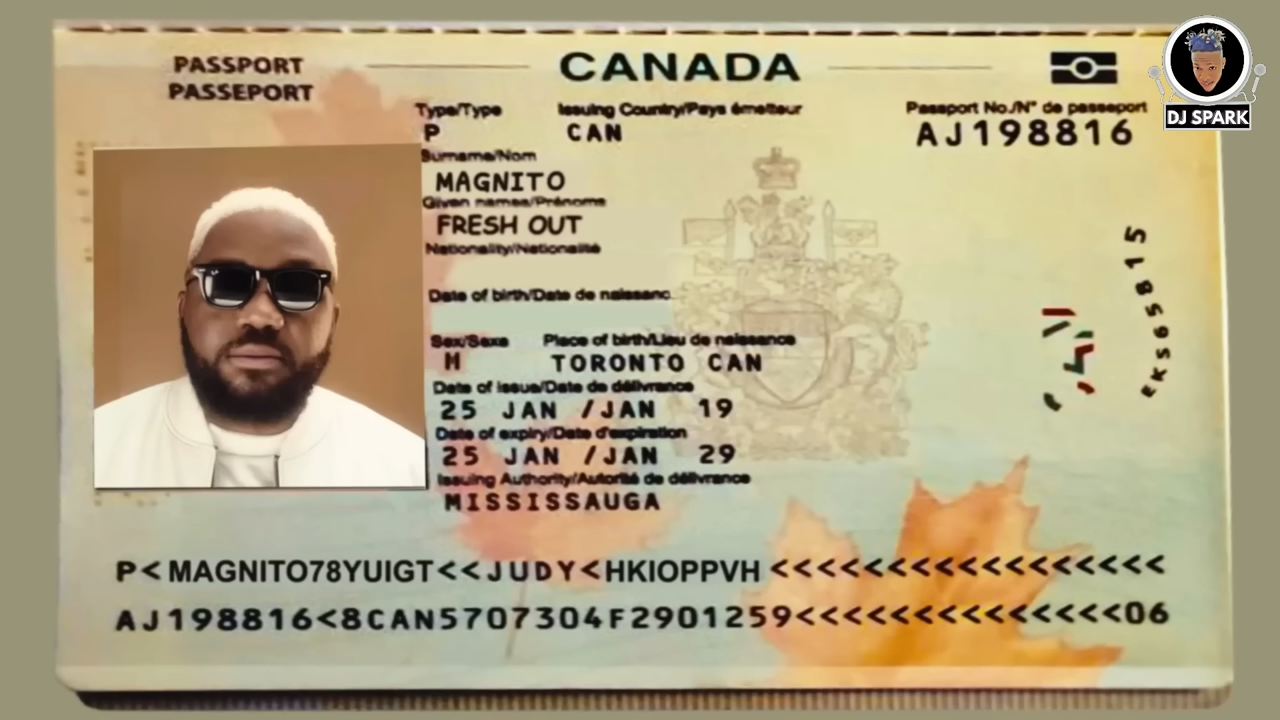 PASSPORT
PASSEPORT
CANADA
DJ SPARK
Type/Type Issuing Country/Pays émetteur Passport No./N° de passeport
P CAN AJ198816
Surname/Nom
MAGNITO
Given names/Prénoms
FRESH OUT
Nationality/Nationalité
Date of birth/Date de naissanc
Sex/Sexe Place of birth/Lieu de naissance
M TORONTO CAN
Date of issue/Date de délivrance
25 JAN /JAN 19
Date of expiry/Date d'expiration
25 JAN /JAN 29
Issuing Authority/Autorité de délivrance
MISSISSAUGA
FK565815
P<MAGNITO78YUIGT<<JUDY<HKIOPPVH <<<<<<<<<<<<<<<<<
AJ198816<8CAN5707304F2901259<<<<<<<<<<<<<<06